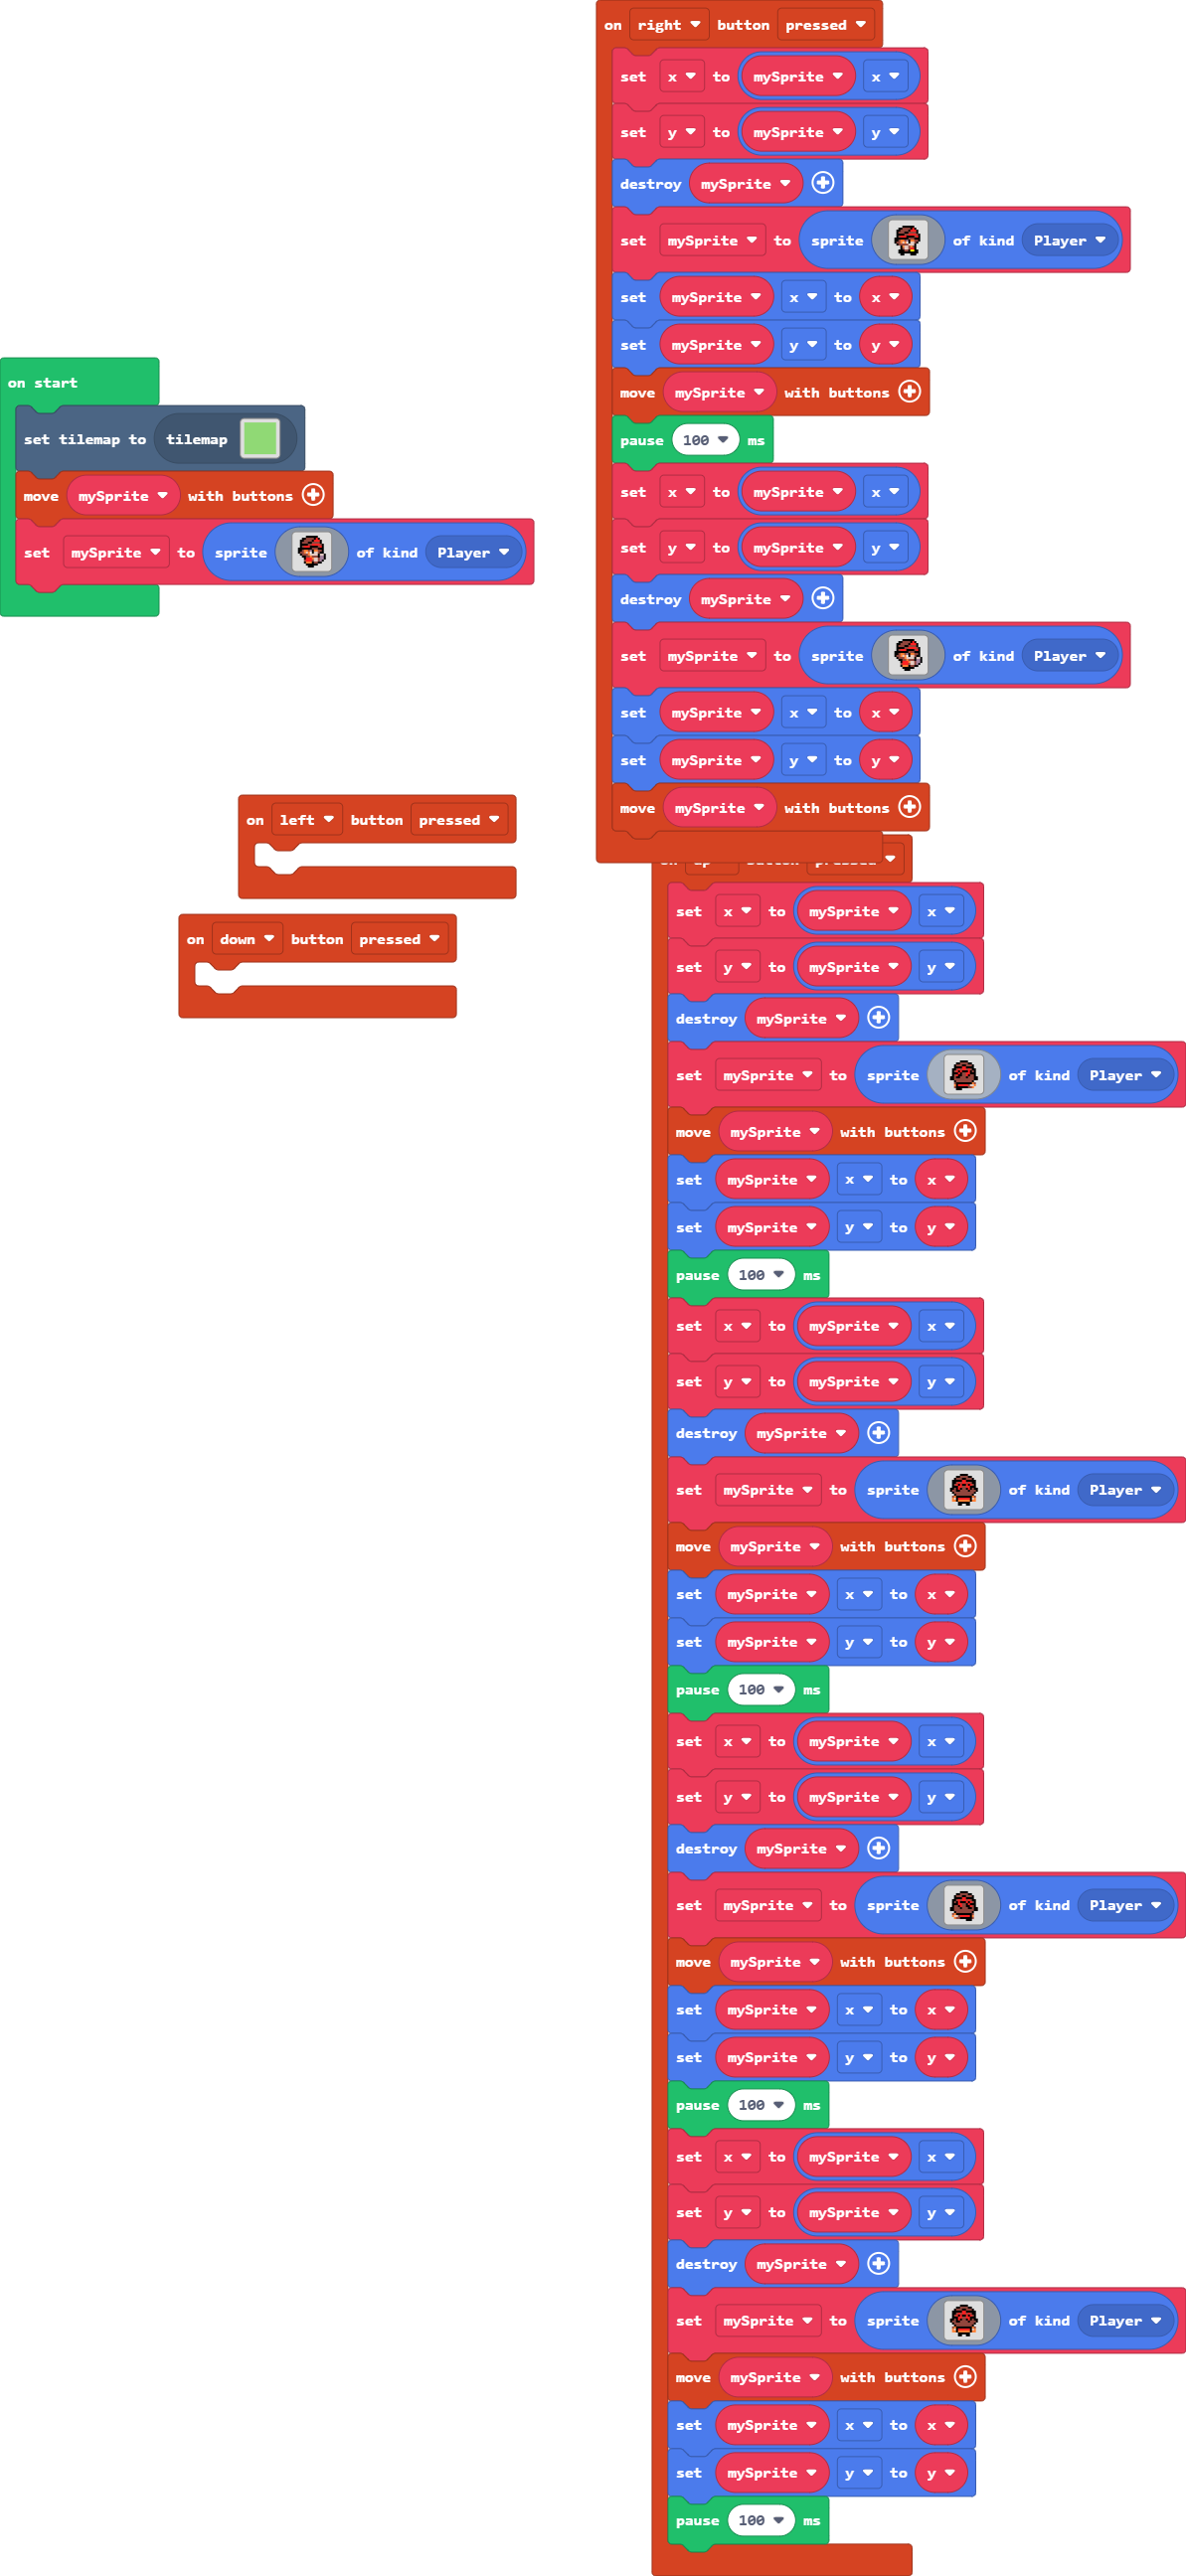 on start
set tilemap to tilemap
move mySprite with buttons
set mySprite to sprite of kind Player
on left button pressed
on down button pressed
on right button pressed
set x to mySprite x
set y to mySprite y
destroy mySprite
set mySprite to sprite of kind Player
set mySprite x to x
set mySprite y to y
move mySprite with buttons
pause 100 ms
set x to mySprite x
set y to mySprite y
destroy mySprite
set mySprite to sprite of kind Player
set mySprite x to x
set mySprite y to y
move mySprite with buttons
set x to mySprite x
set y to mySprite y
destroy mySprite
set mySprite to sprite of kind Player
move mySprite with buttons
set mySprite x to x
set mySprite y to y
pause 100 ms
set x to mySprite x
set y to mySprite y
destroy mySprite
set mySprite to sprite of kind Player
move mySprite with buttons
set mySprite x to x
set mySprite y to y
pause 100 ms
set x to mySprite x
set y to mySprite y
destroy mySprite
set mySprite to sprite of kind Player
move mySprite with buttons
set mySprite x to x
set mySprite y to y
pause 100 ms
set x to mySprite x
set y to mySprite y
destroy mySprite
set mySprite to sprite of kind Player
move mySprite with buttons
set mySprite x to x
set mySprite y to y
pause 100 ms